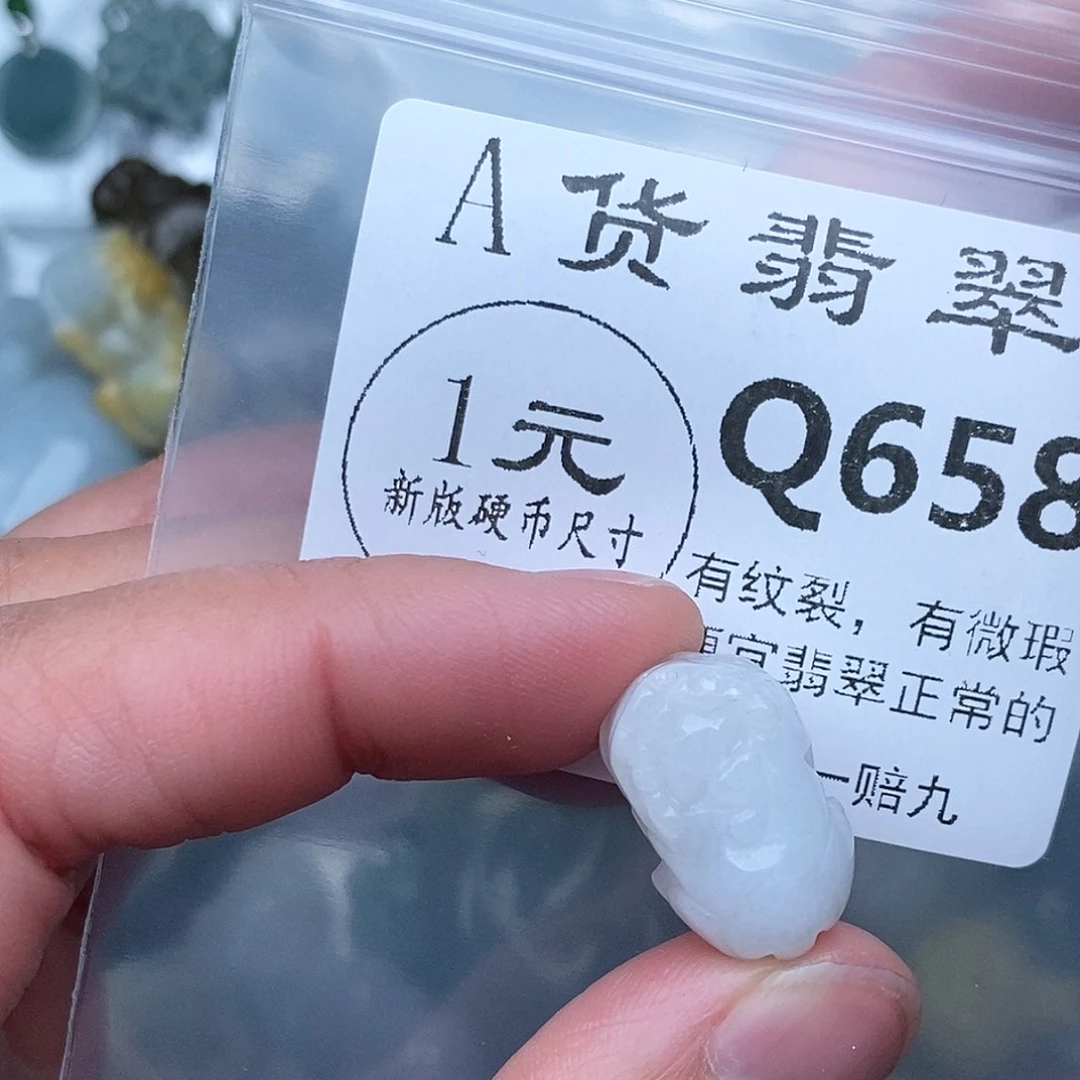 A货翡翠
1元
新版硬币尺寸
Q658
有纹裂，有微瑕
翡翠正常的
一赔九